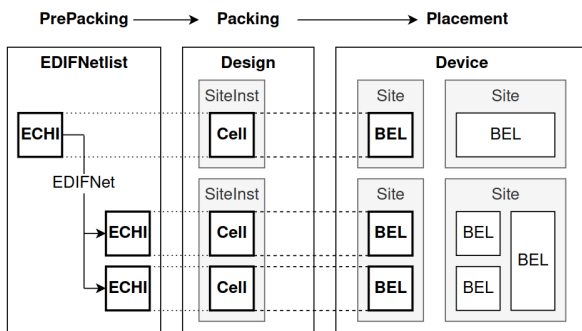 PrePacking Packing Placement
EDIFNetlist Design Device
SiteInst Site Site
ECHI Cell BEL BEL
EDIFNet
SiteInst Site Site
ECHI Cell BEL BEL
BEL
ECHI Cell BEL BEL